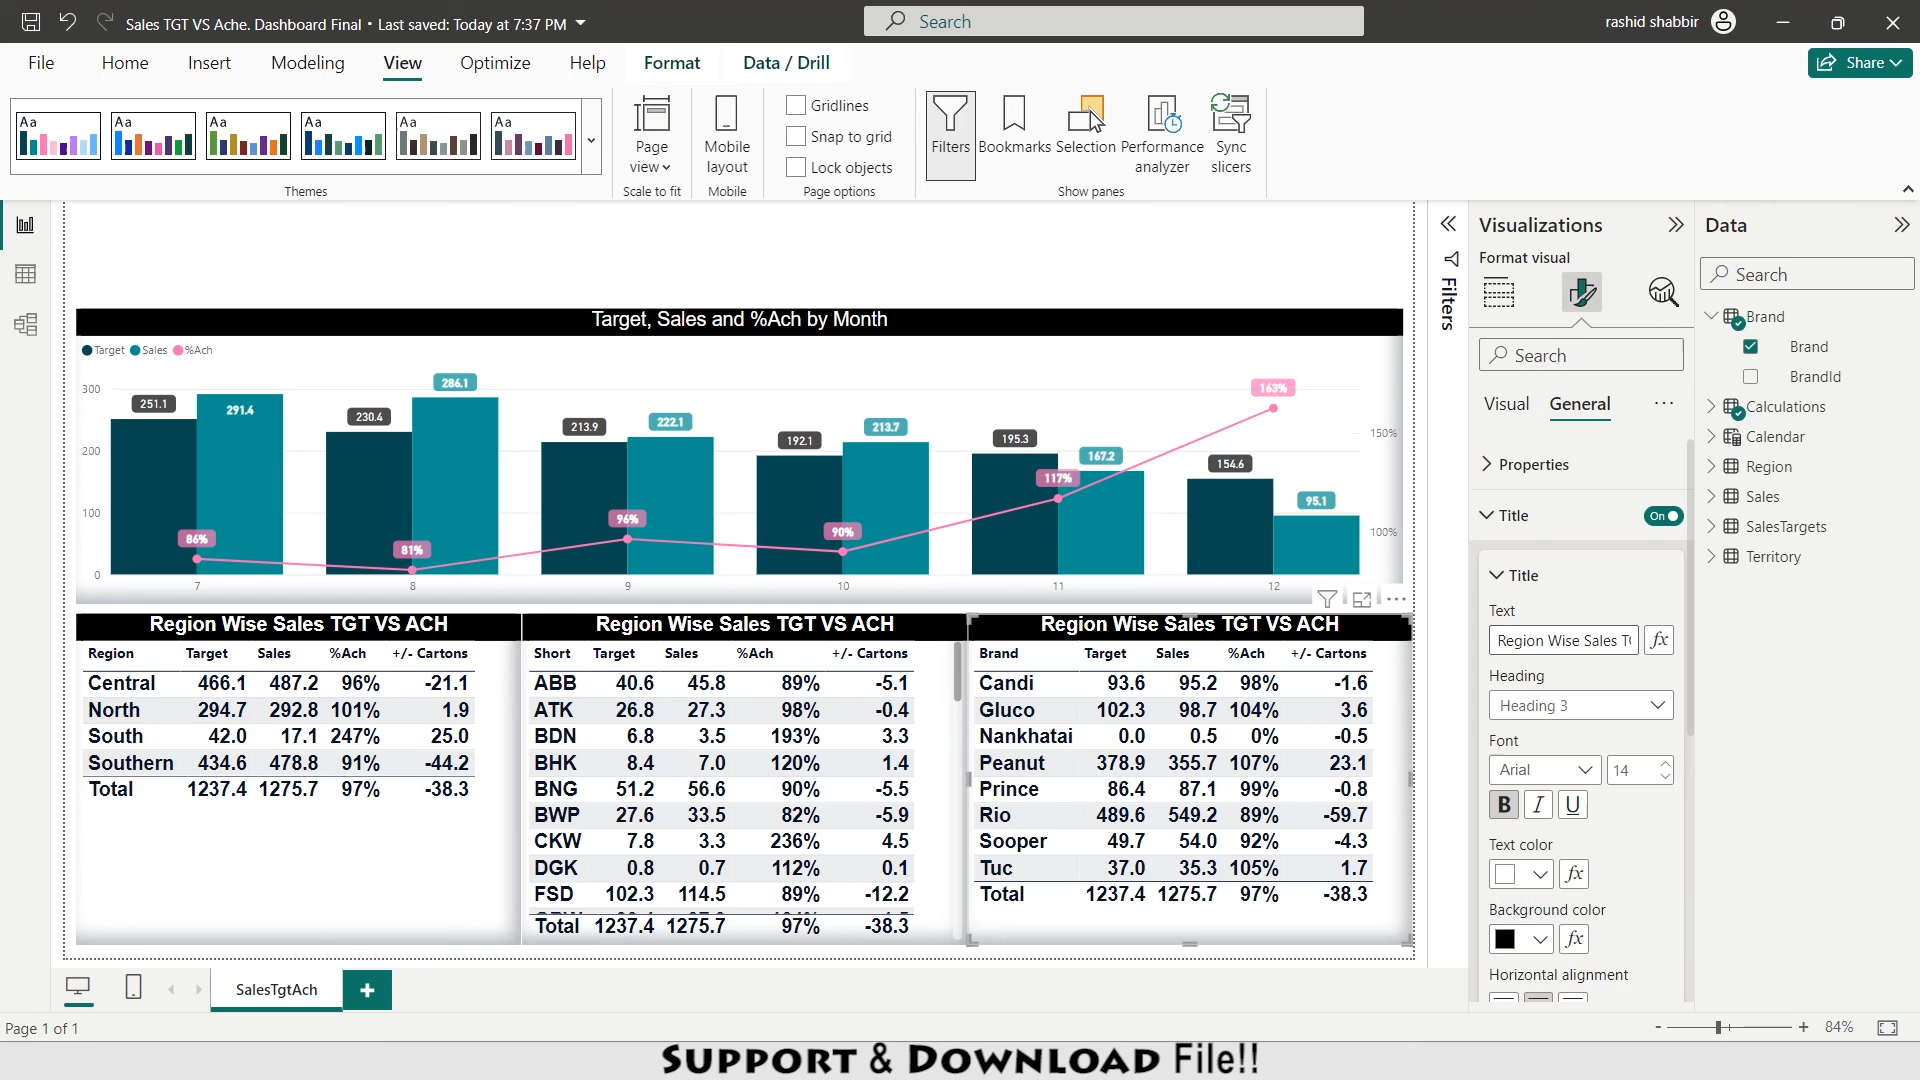 Sales TGT VS Ache. Dashboard Final • Last saved: Today at 7:37 PM
Search
rashid shabbir
File Home Insert Modeling View Optimize Help Format Data / Drill
Share
Aa Aa Aa Aa Aa Aa
Themes
Page view
Scale to fit
Mobile layout
Mobile
Gridlines
Snap to grid
Lock objects
Page options
Filters
Bookmarks
Selection
Performance analyzer
Sync slicers
Show panes
Target, Sales and %Ach by Month
Target Sales %Ach
300
200
100
0
251.1 291.4 86%
230.4 286.1 81%
213.9 222.1 96%
192.1 213.7 90%
195.3 167.2 117%
154.6 95.1 163%
150%
100%
7 8 9 10 11 12
Region Wise Sales TGT VS ACH
Region Target Sales %Ach +/- Cartons
Central 466.1 487.2 96% -21.1
North 294.7 292.8 101% 1.9
South 42.0 17.1 247% 25.0
Southern 434.6 478.8 91% -44.2
Total 1237.4 1275.7 97% -38.3
Region Wise Sales TGT VS ACH
Short Target Sales %Ach +/- Cartons
ABB 40.6 45.8 89% -5.1
ATK 26.8 27.3 98% -0.4
BDN 6.8 3.5 193% 3.3
BHK 8.4 7.0 120% 1.4
BNG 51.2 56.6 90% -5.5
BWP 27.6 33.5 82% -5.9
CKW 7.8 3.3 236% 4.5
DGK 0.8 0.7 112% 0.1
FSD 102.3 114.5 89% -12.2
Total 1237.4 1275.7 97% -38.3
Region Wise Sales TGT VS ACH
Brand Target Sales %Ach +/- Cartons
Candi 93.6 95.2 98% -1.6
Gluco 102.3 98.7 104% 3.6
Nankhatai 0.0 0.5 0% -0.5
Peanut 378.9 355.7 107% 23.1
Prince 86.4 87.1 99% -0.8
Rio 489.6 549.2 89% -59.7
Sooper 49.7 54.0 92% -4.3
Tuc 37.0 35.3 105% 1.7
Total 1237.4 1275.7 97% -38.3
Filters
Visualizations
Format visual
Search
Visual General ...
Properties
Title On
Title
Text
Region Wise Sales T( fx
Heading
Heading 3
Font
Arial 14
B I U
Text color
fx
Background color
fx
Horizontal alignment
Data
Search
Brand
Brand
BrandId
Calculations
Calendar
Region
Sales
SalesTargets
Territory
SalesTgtAch +
Page 1 of 1
- + 84%
Support & Download File!!